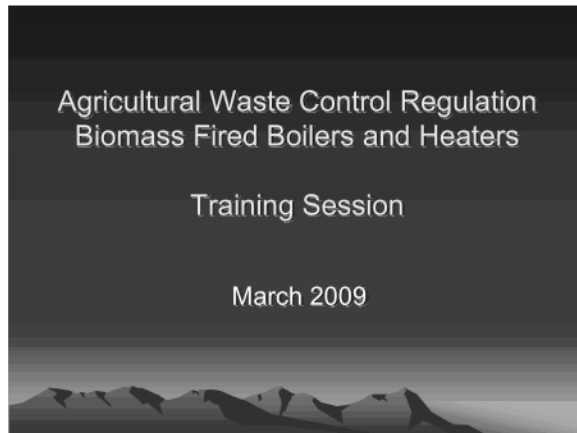 Agricultural Waste Control Regulation
Biomass Fired Boilers and Heaters
Training Session
March 2009